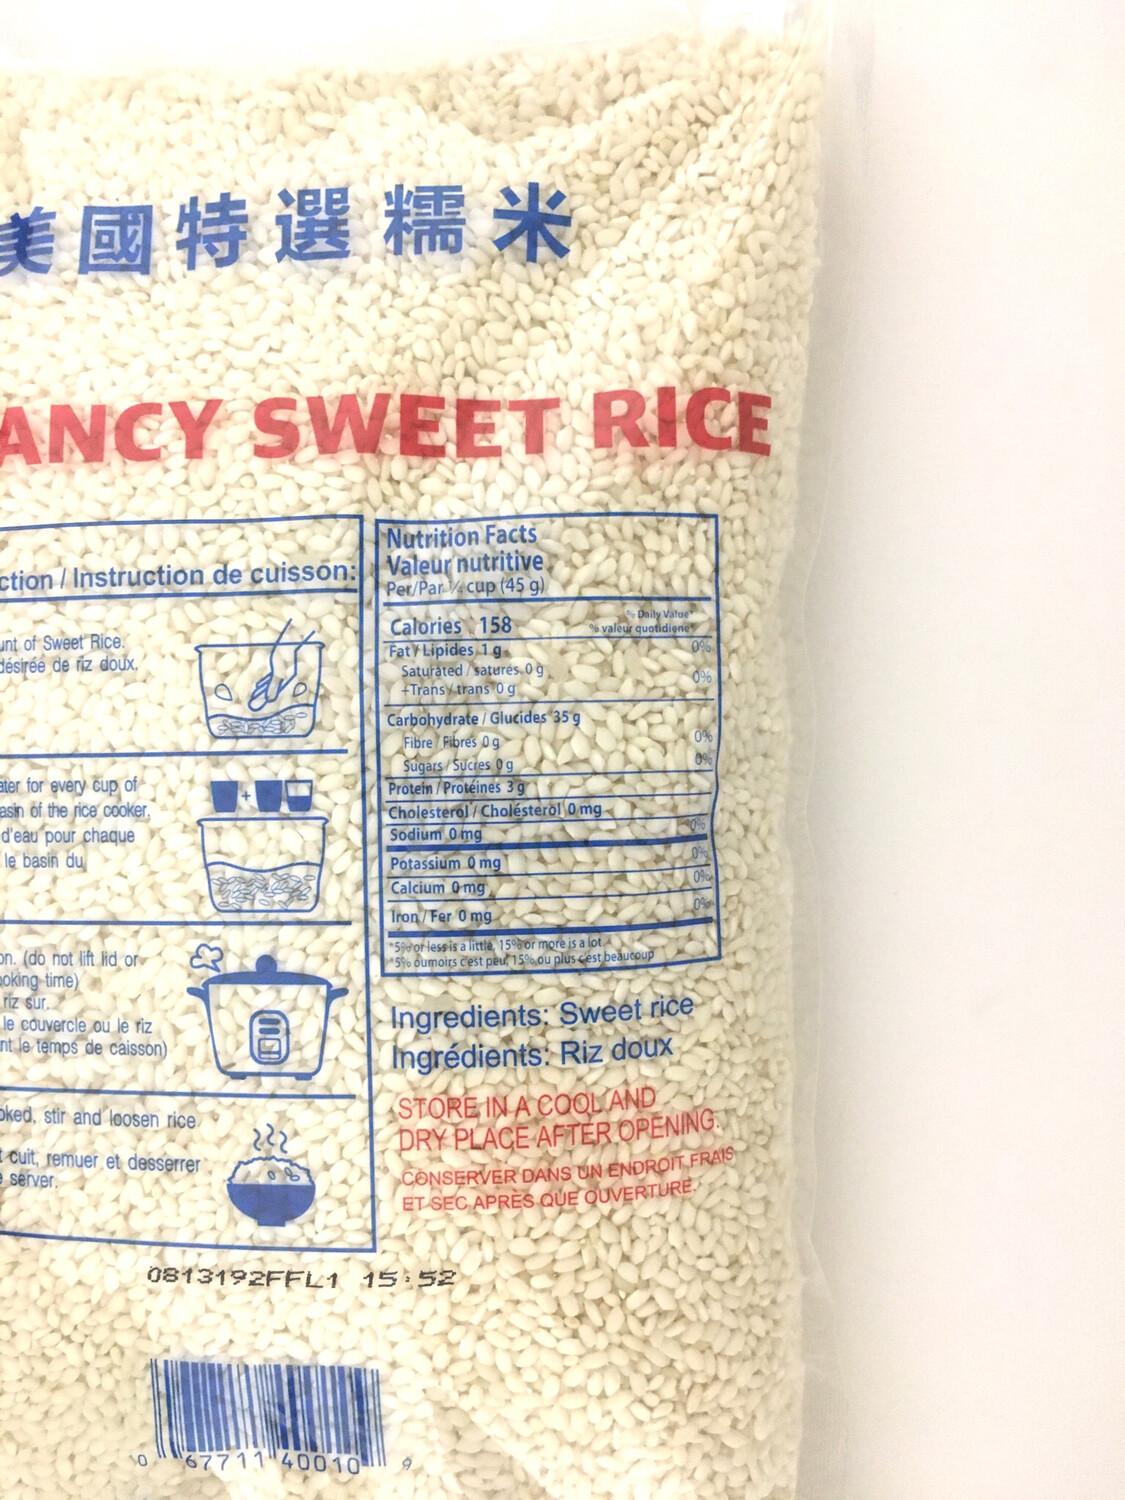 美國特選糯米
ANCY SWEET RICE
ction / Instruction de cuisson:
unt of Sweet Rice.
désirée de riz doux.
ater for every cup of
asin of the rice cooker.
d'eau pour chaque
le basin du
on. (do not lift lid or
oking time)
riz sur.
le couvercle ou le riz
nt le temps de caisson)
oked, stir and loosen rice
t cuit, remuer et desserrer
e server.
Nutrition Facts
Valeur nutritive
Per/Par ¼ cup (45 g)
% Daily Value*
Calories 158
% valeur quotidiene*
Fat / Lipides 1 g 0%
Saturated / saturés 0 g
+Trans / trans 0 g 0%
Carbohydrate / Glucides 35 g
Fibre / Fibres 0 g 0%
Sugars / Sucres 0 g 0%
Protein / Protéines 3 g
Cholesterol / Cholésterol 0 mg
Sodium 0 mg 0%
Potassium 0 mg 0%
Calcium 0 mg 0%
Iron / Fer 0 mg 0%
*5% or less is a little, 15% or more is a lot
*5% oumoirs c'est peu, 15% ou plus c'est beaucoup
Ingredients: Sweet rice
Ingrédients: Riz doux
STORE IN A COOL AND
DRY PLACE AFTER OPENING.
CONSERVER DANS UN ENDROIT FRAIS
ET SEC APRÈS QUE OUVERTURE.
0813192FFL1 15:52
0 67711 40010 9